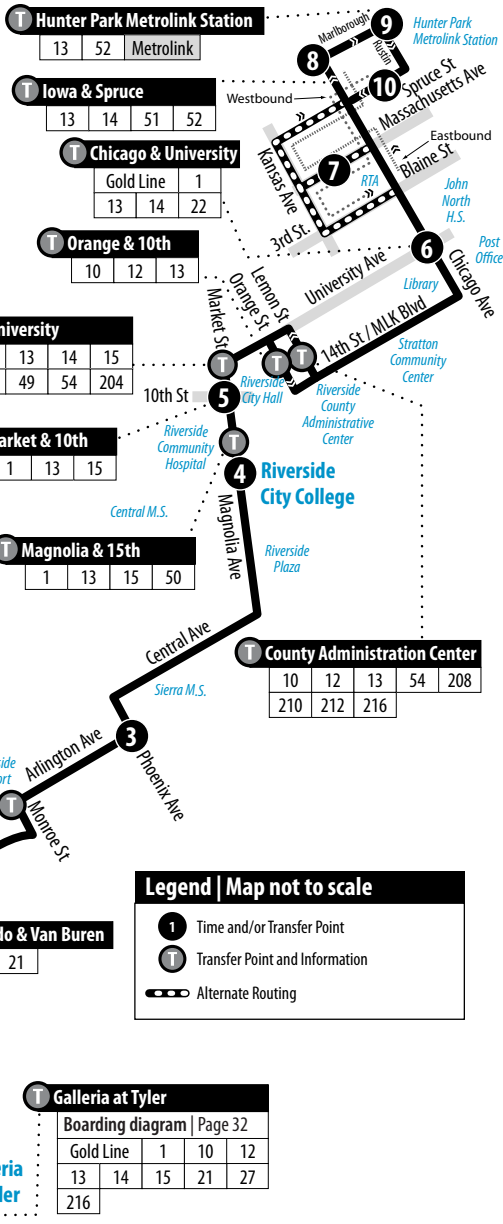 T Hunter Park Metrolink Station
13 52 Metrolink
T Iowa & Spruce
13 14 51 52
T Chicago & University
Gold Line 1
13 14 22
T Orange & 10th
10 12 13
niversity
13 14 15
49 54 204
arket & 10th
1 13 15
T Magnolia & 15th
1 13 15 50
Marlborough
9
Hunter Park
Metrolink Station
Rustin
8
10
Spruce St
Massachusetts Ave
Westbound
Eastbound
Kansas Ave
7
Blaine St
RTA
John
North
H.S.
3rd St.
6
Post
Office
Chicago Ave
University Ave
Library
Lemon St
Orange St
Market St
14th St / MLK Blvd
Stratton
Community
Center
T
T
T
10th St
5
Riverside
City Hall
Riverside
County
Administrative
Center
Riverside
Community
Hospital
T
4
Riverside
City College
Central M.S.
Magnolia Ave
Riverside
Plaza
Central Ave
Sierra M.S.
T County Administration Center
10 12 13 54 208
210 212 216
3
Arlington Ave
Phoenix Ave
side
ort
T
Monroe St
do & Van Buren
21
Legend | Map not to scale
1 Time and/or Transfer Point
T Transfer Point and Information
Alternate Routing
T Galleria at Tyler
Boarding diagram | Page 32
Gold Line 1 10 12
13 14 15 21 27
216
eria
ler